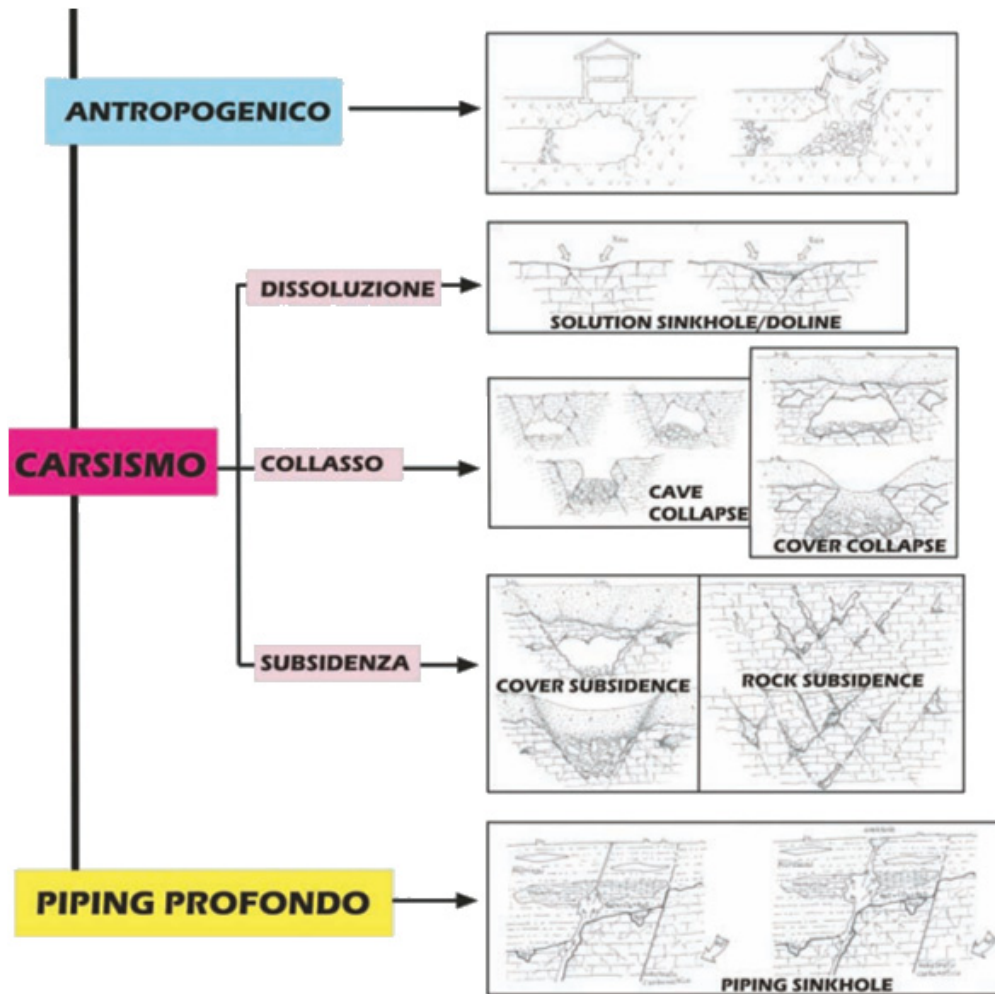 ANTROPOGENICO
DISSOLUZIONE
SOLUTION SINKHOLE/DOLINE
CARSISMO
COLLASSO
CAVE
COLLAPSE
COVER COLLAPSE
SUBSIDENZA
COVER SUBSIDENCE
ROCK SUBSIDENCE
PIPING PROFONDO
PIPING SINKHOLE